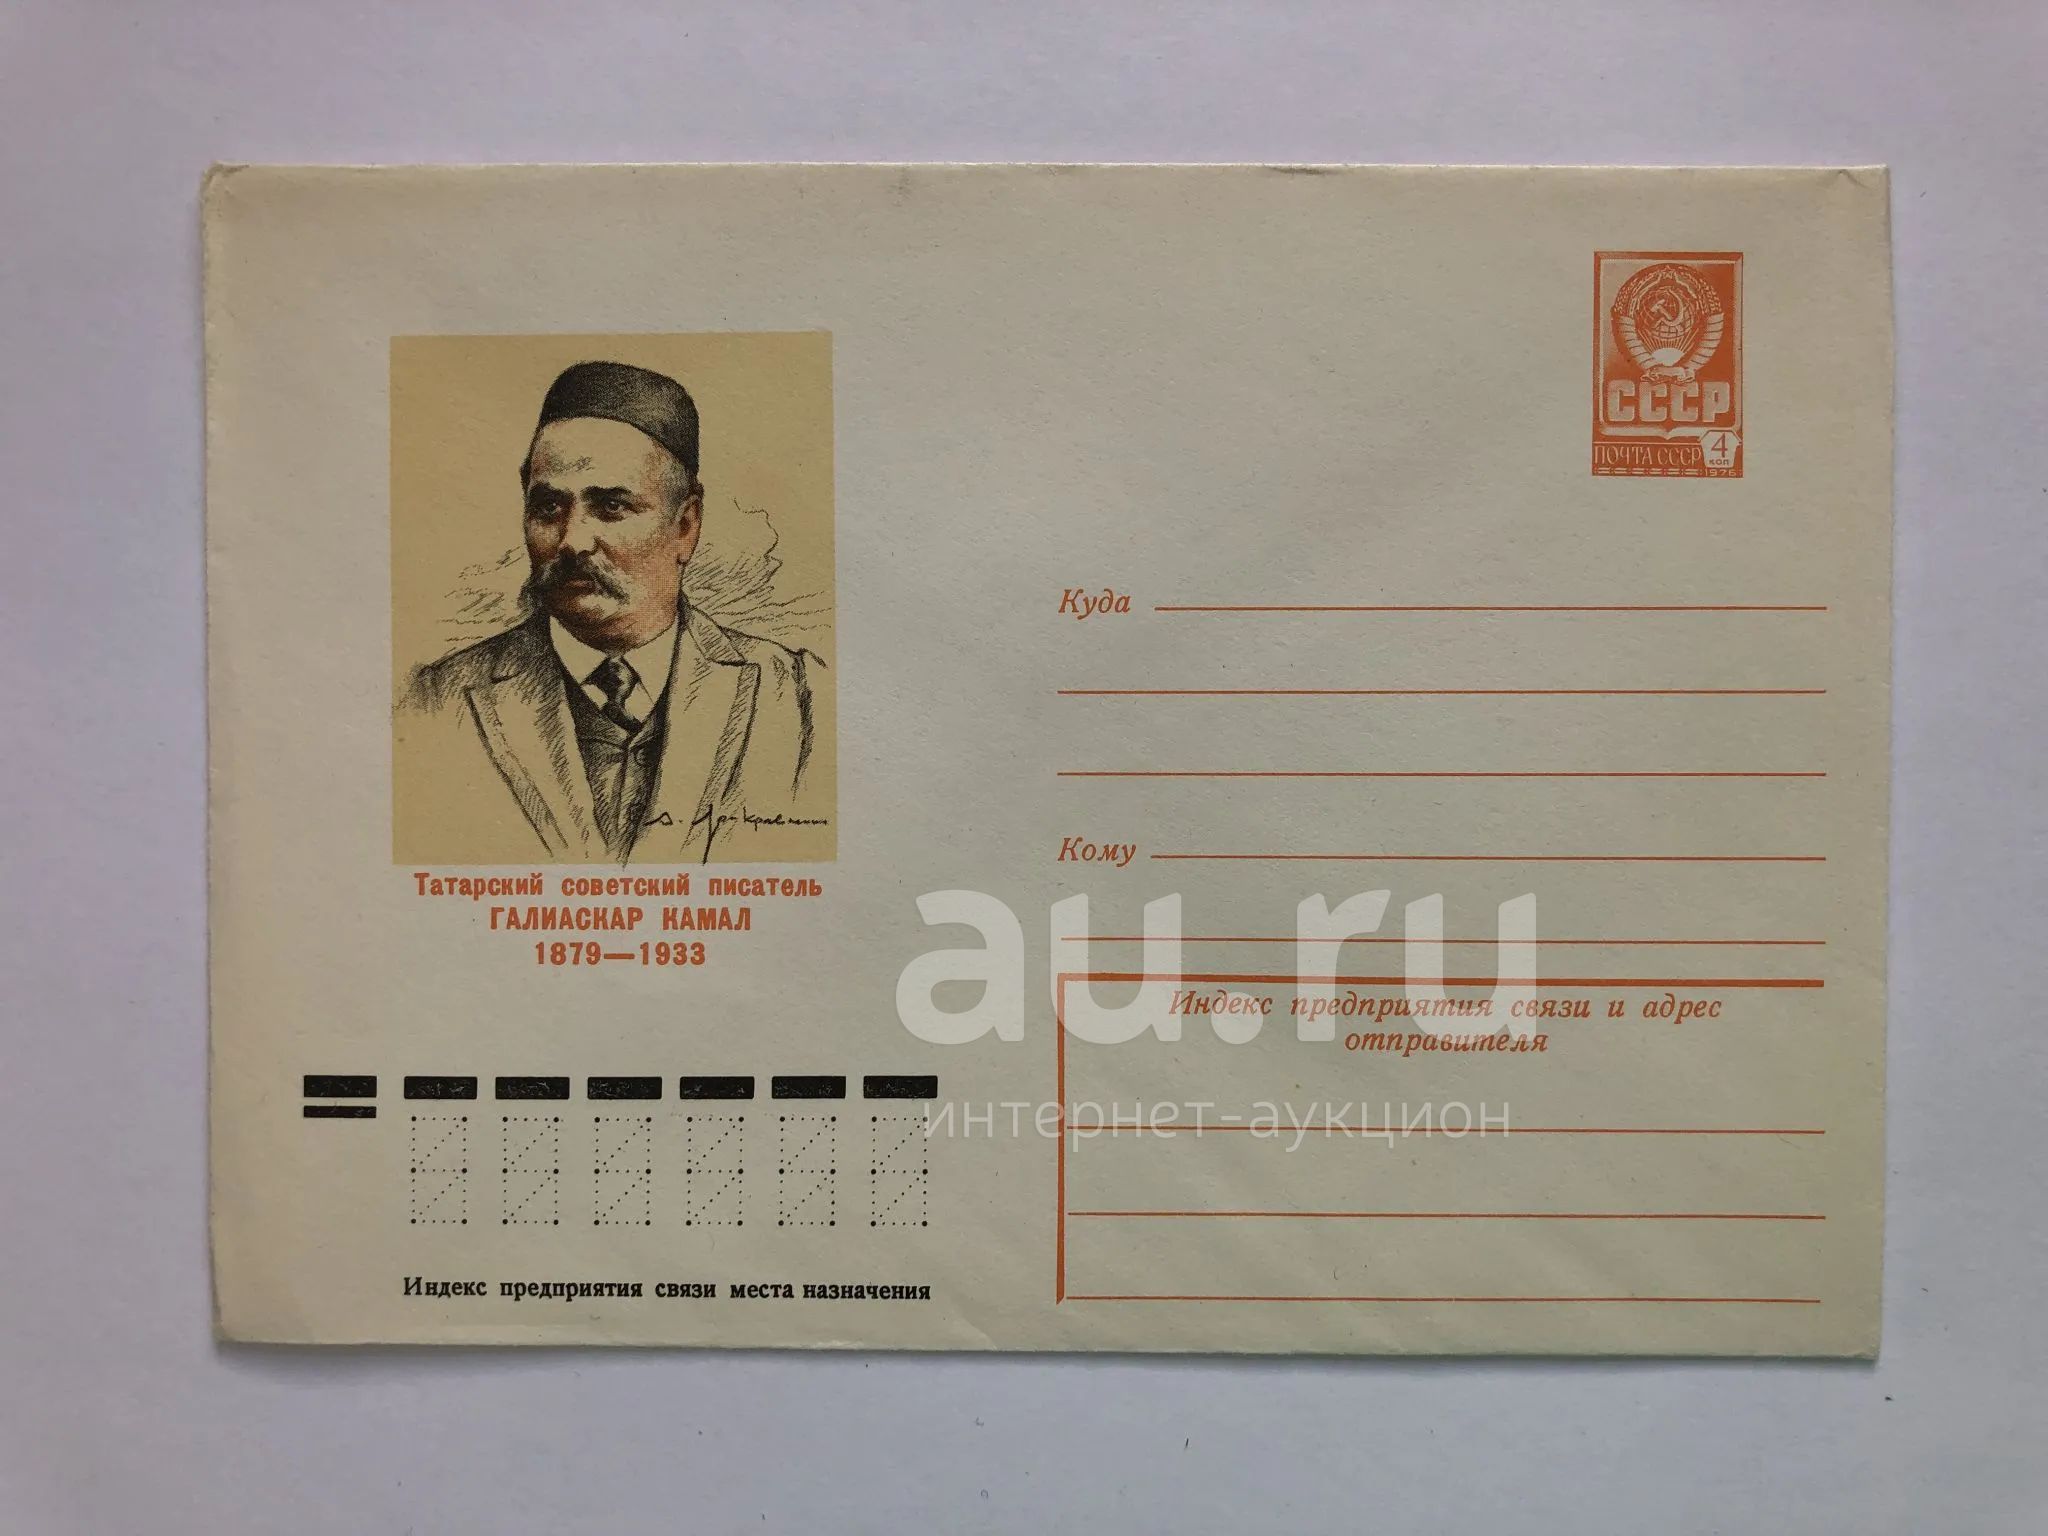 СССР
ПОЧТА СССР 4 КОП
1976
Татарский советский писатель
ГАЛИАСКАР КАМАЛ
1879—1933
Куда
Кому
Индекс предприятия связи и адрес
отправителя
Индекс предприятия связи места назначения
au.ru
интернет-аукцион